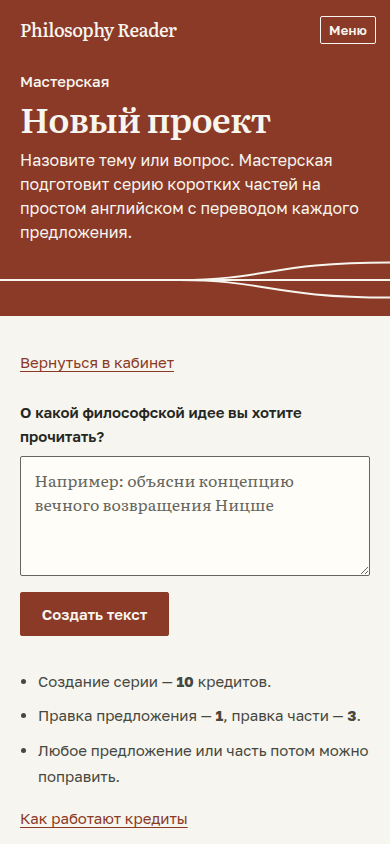 Philosophy Reader
Меню
Мастерская
Новый проект
Назовите тему или вопрос. Мастерская
подготовит серию коротких частей на
простом английском с переводом каждого
предложения.
Вернуться в кабинет
О какой философской идее вы хотите
прочитать?
Например: объясни концепцию
вечного возвращения Ницше
Создать текст
• Создание серии — 10 кредитов.
• Правка предложения — 1, правка части — 3.
• Любое предложение или часть потом можно
поправить.
Как работают кредиты